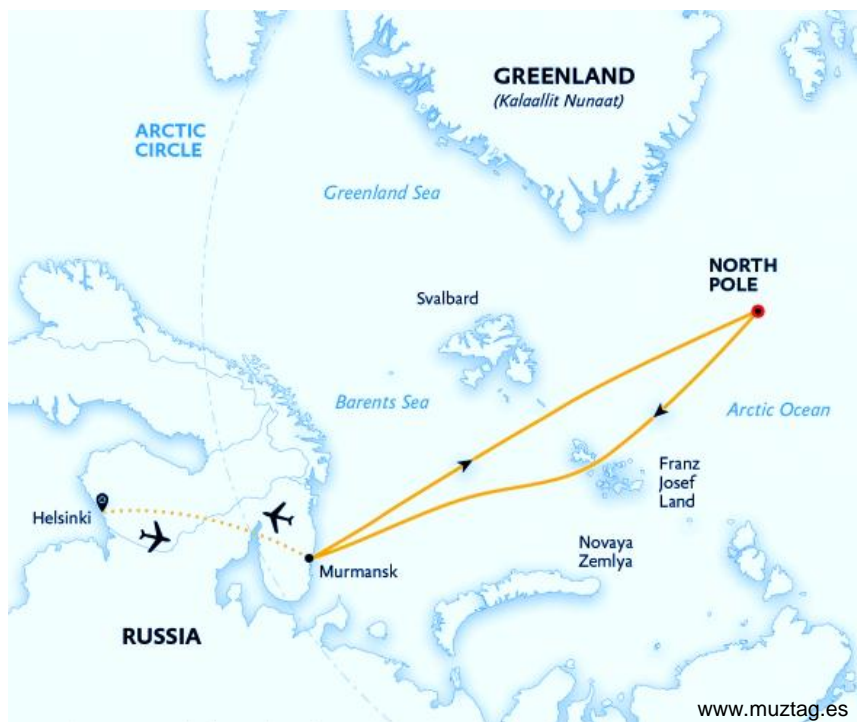 GREENLAND
(Kalaallit Nunaat)
ARCTIC
CIRCLE
Greenland Sea
NORTH
POLE
Svalbard
Barents Sea
Arctic Ocean
Franz
Josef
Land
Helsinki
Novaya
Zemlya
Murmansk
RUSSIA
www.muztag.es